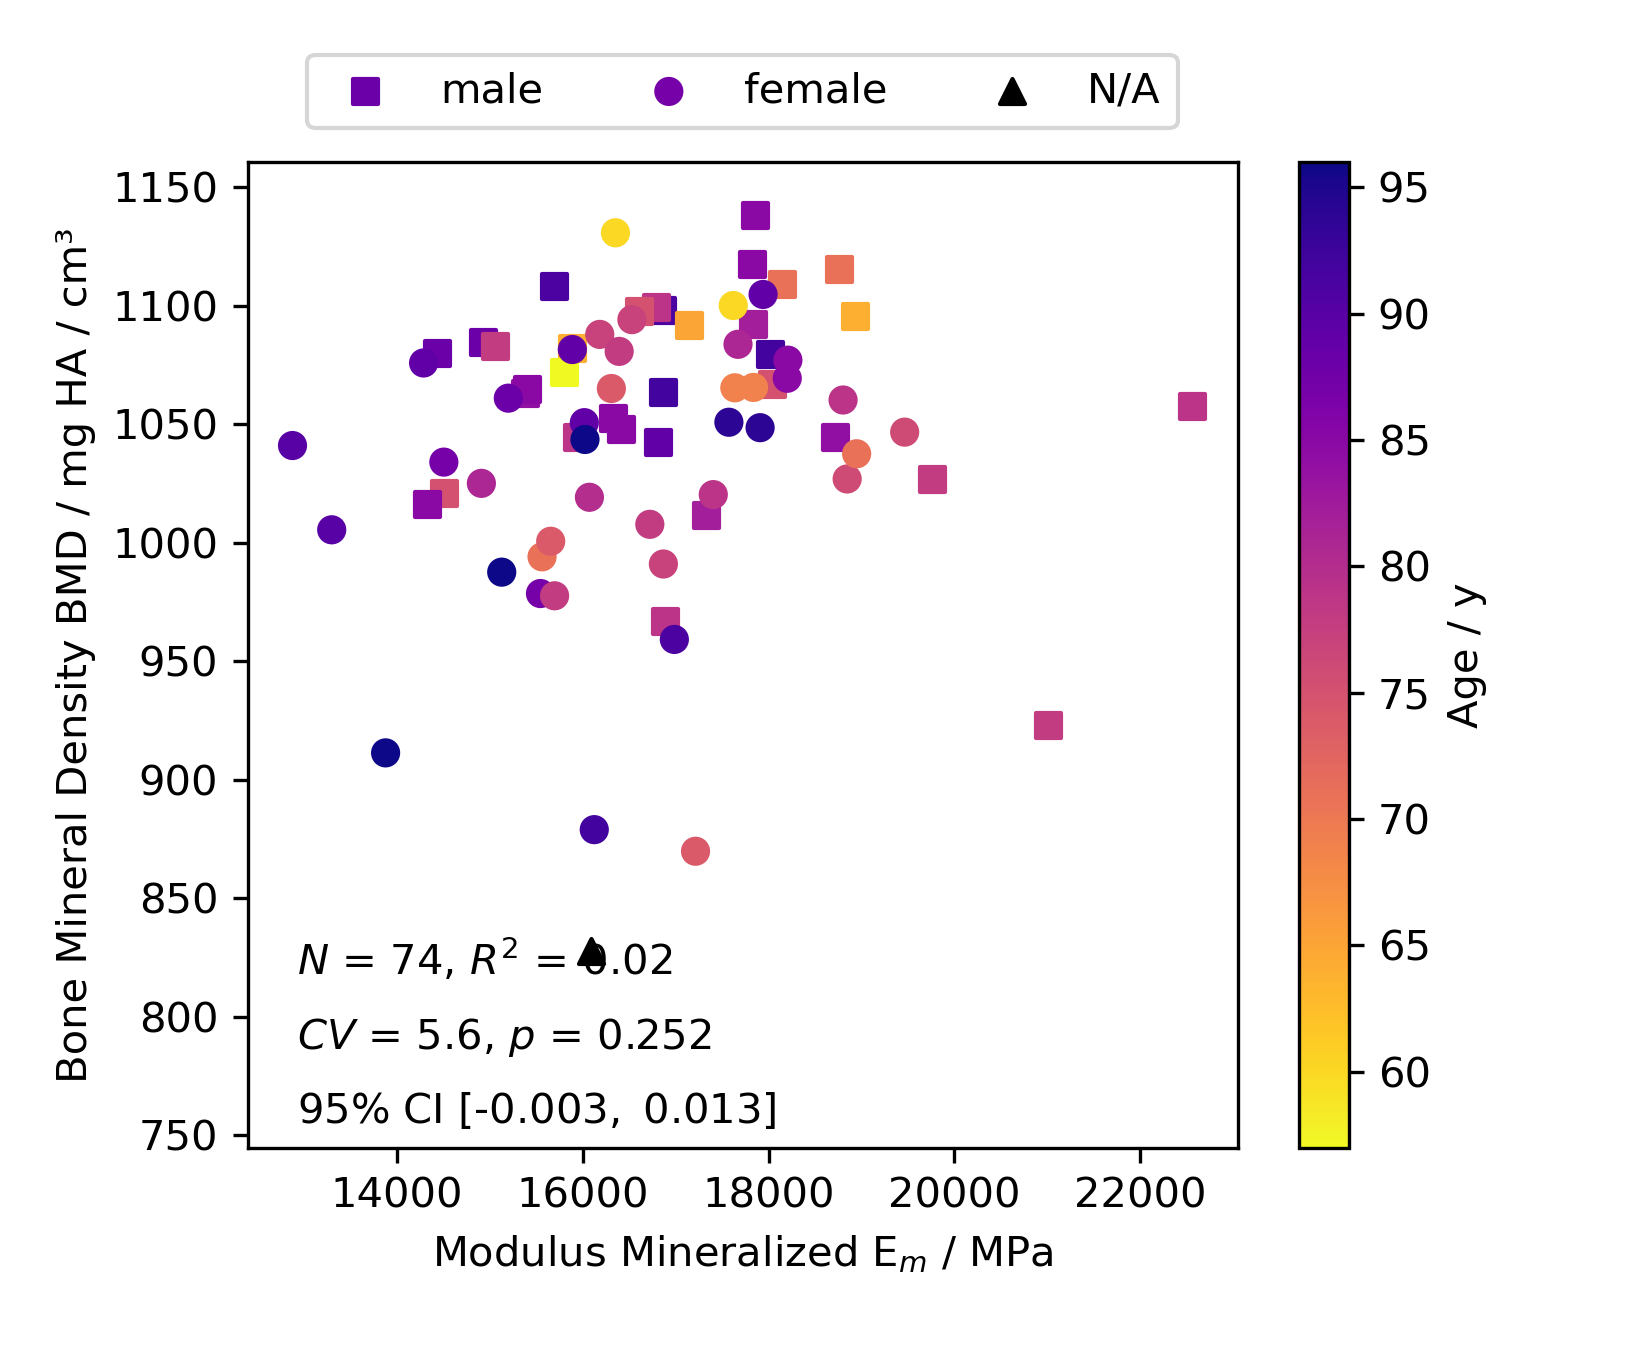 male female N/A
1150
1100
1050
1000
950
900
850
800
750
Bone Mineral Density BMD / mg HA / cm³
N = 74, R² = 0.02
CV = 5.6, p = 0.252
95% CI [-0.003, 0.013]
14000 16000 18000 20000 22000
Modulus Mineralized Eₘ / MPa
95
90
85
80
75
70
65
60
Age / y